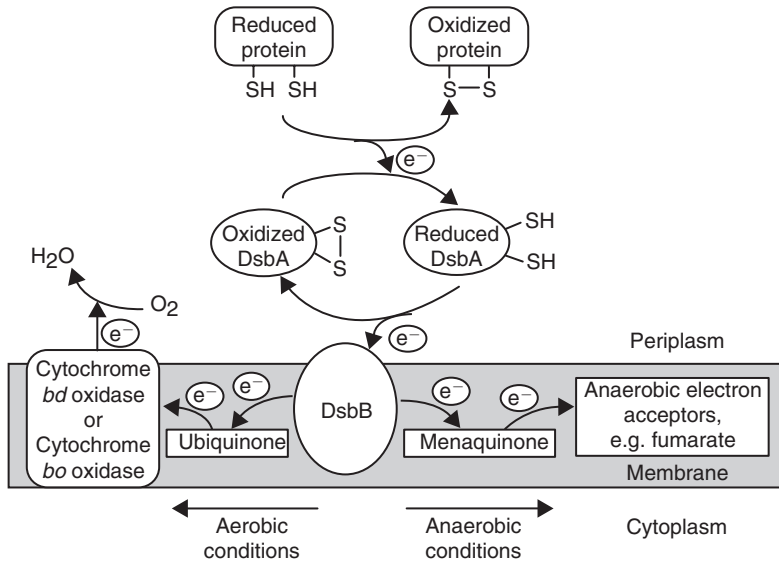 Reduced
protein
SH SH
Oxidized
protein
S S
e−
Oxidized
DsbA
S
S
Reduced
DsbA
SH
SH
H2O
O2
e−
e−
Periplasm
Cytochrome
bd oxidase
or
Cytochrome
bo oxidase
e−
e−
Ubiquinone
DsbB
e−
e−
Menaquinone
Anaerobic electron
acceptors,
e.g. fumarate
Membrane
Aerobic
conditions
Anaerobic
conditions
Cytoplasm